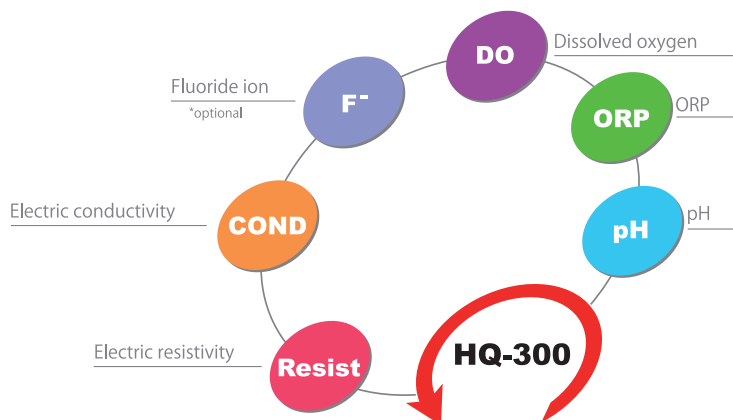 DO
Dissolved oxygen
Fluoride ion
*optional
F⁻
ORP
ORP
Electric conductivity
COND
pH
pH
Electric resistivity
Resist
HQ-300